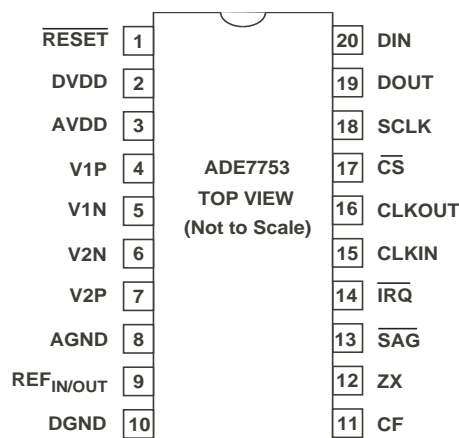 RESET 1 20 DIN
DVDD 2 19 DOUT
AVDD 3 18 SCLK
V1P 4 ADE7753 17 CS
TOP VIEW
V1N 5 16 CLKOUT
(Not to Scale)
V2N 6 15 CLKIN
V2P 7 14 IRQ
AGND 8 13 SAG
REFIN/OUT 9 12 ZX
DGND 10 11 CF